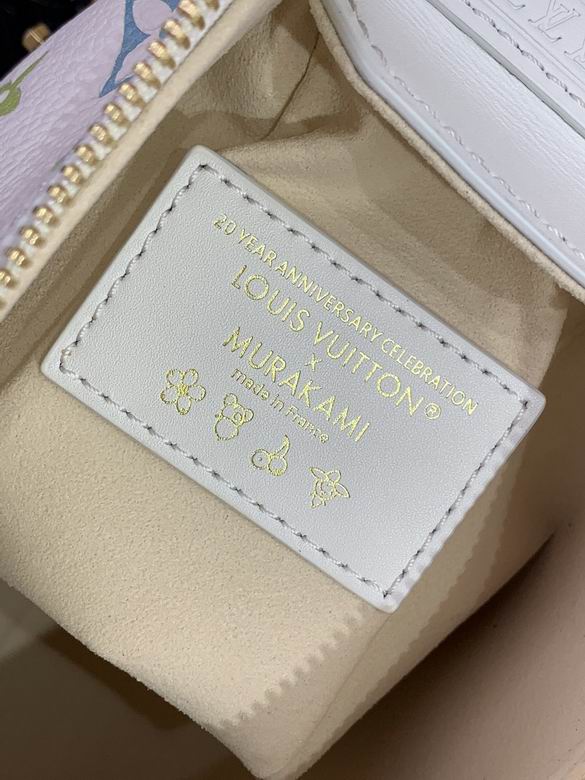 20 YEAR ANNIVERSARY CELEBRATION
LOUIS VUITTON®
×
MURAKAMI
made in France